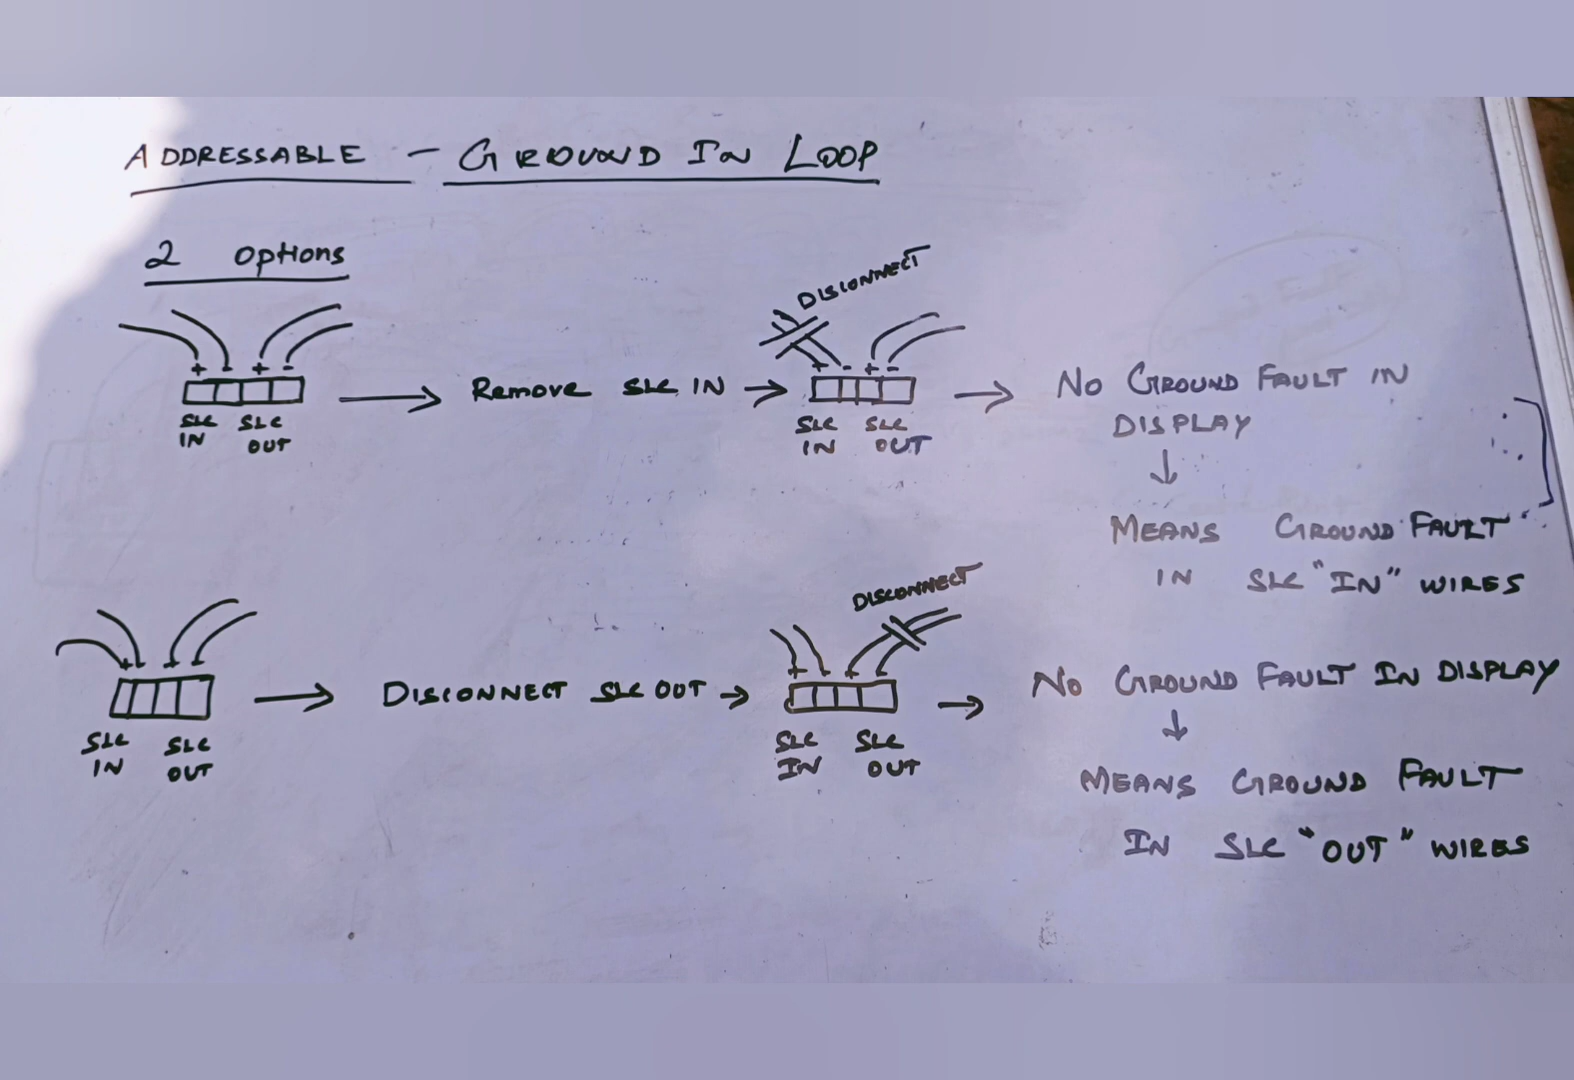 ADDRESSABLE - GROUND IN LOOP
2 options
DISCONNECT
+ - + -
SLC IN
SLC OUT
Remove SLC IN
+ - + -
SLC IN
SLC OUT
NO GROUND FAULT IN
DISPLAY
MEANS GROUND FAULT
IN SLC "IN" WIRES
DISCONNECT
+ - + -
SLC IN
SLC OUT
DISCONNECT SLC OUT
+ - + -
SLC IN
SLC OUT
NO GROUND FAULT IN DISPLAY
MEANS GROUND FAULT
IN SLC "OUT" WIRES